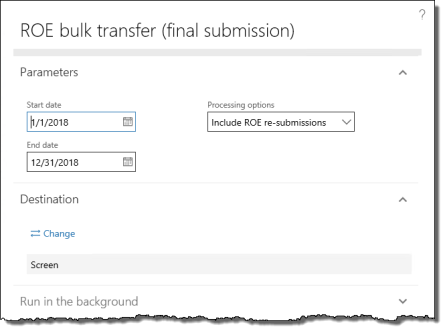 ?
ROE bulk transfer (final submission)
Parameters
Start date
1/1/2018
Processing options
Include ROE re-submissions
End date
12/31/2018
Destination
Change
Screen
Run in the background